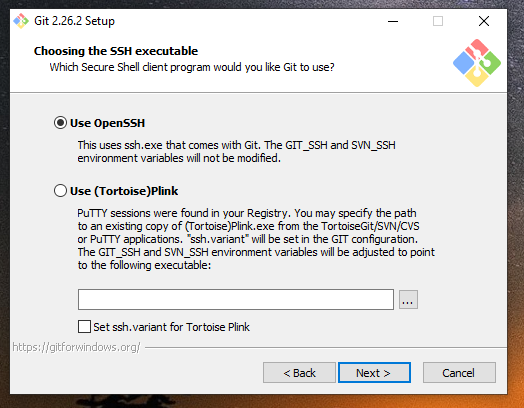 Git 2.26.2 Setup
Choosing the SSH executable
Which Secure Shell client program would you like Git to use?
Use OpenSSH
This uses ssh.exe that comes with Git. The GIT_SSH and SVN_SSH
environment variables will not be modified.
Use (Tortoise)Plink
PuTTY sessions were found in your Registry. You may specify the path
to an existing copy of (Tortoise)Plink.exe from the TortoiseGit/SVN/CVS
or PuTTY applications. "ssh.variant" will be set in the GIT configuration.
The GIT_SSH and SVN_SSH environment variables will be adjusted to point
to the following executable:
...
Set ssh.variant for Tortoise Plink
https://gitforwindows.org/
< Back Next > Cancel